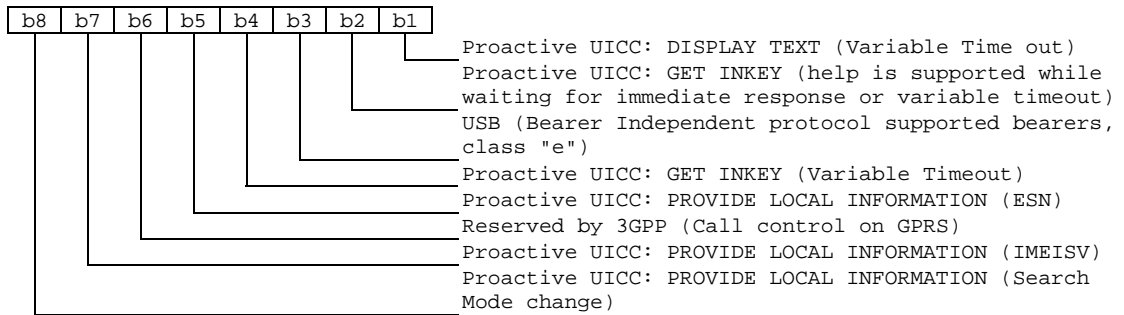 b8 b7 b6 b5 b4 b3 b2 b1
Proactive UICC: DISPLAY TEXT (Variable Time out)
Proactive UICC: GET INKEY (help is supported while
waiting for immediate response or variable timeout)
USB (Bearer Independent protocol supported bearers,
class "e")
Proactive UICC: GET INKEY (Variable Timeout)
Proactive UICC: PROVIDE LOCAL INFORMATION (ESN)
Reserved by 3GPP (Call control on GPRS)
Proactive UICC: PROVIDE LOCAL INFORMATION (IMEISV)
Proactive UICC: PROVIDE LOCAL INFORMATION (Search
Mode change)